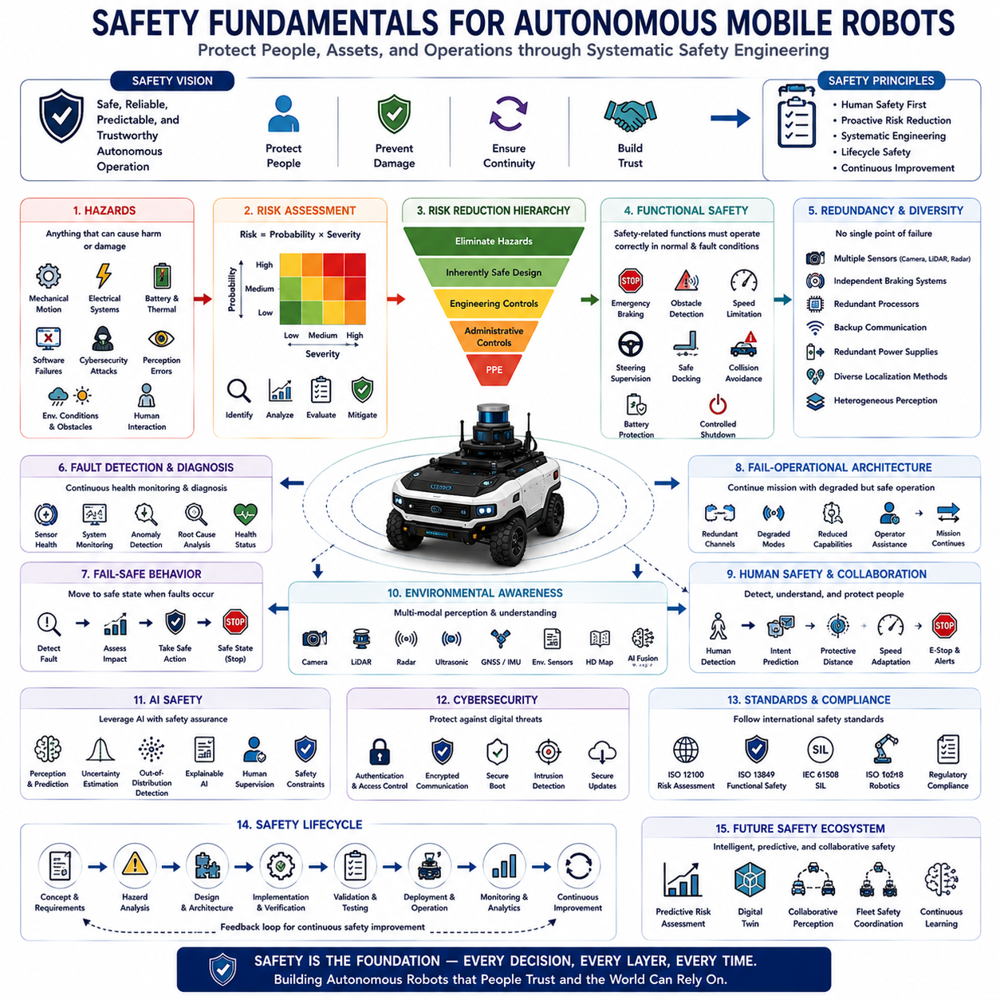 SAFETY FUNDAMENTALS FOR AUTONOMOUS MOBILE ROBOTS
Protect People, Assets, and Operations through Systematic Safety Engineering
SAFETY VISION
Safe, Reliable,
Predictable, and
Trustworthy
Autonomous
Operation
Protect
People
Prevent
Damage
Ensure
Continuity
Build
Trust
SAFETY PRINCIPLES
• Human Safety First
• Proactive Risk Reduction
• Systematic Engineering
• Lifecycle Safety
• Continuous Improvement
1. HAZARDS
Anything that can cause harm
or damage
Mechanical
Motion
Electrical
Systems
Battery &
Thermal
Software
Failures
Cybersecurity
Attacks
Perception
Errors
Env. Conditions
& Obstacles
Human
Interaction
2. RISK ASSESSMENT
Risk = Probability × Severity
Probability
High
Medium
Low
Low Medium High
Severity
Identify
Analyze
Evaluate
Mitigate
3. RISK REDUCTION HIERARCHY
Eliminate Hazards
Inherently Safe Design
Engineering Controls
Administrative
Controls
PPE
4. FUNCTIONAL SAFETY
Safety-related functions must operate
correctly in normal & fault conditions
STOP
Emergency
Braking
Obstacle
Detection
Speed
Limitation
Steering
Supervision
Safe
Docking
Collision
Avoidance
Battery
Protection
Controlled
Shutdown
5. REDUNDANCY & DIVERSITY
No single point of failure
Multiple Sensors (Camera, LiDAR, Radar)
Independent Braking Systems
Redundant Processors
Backup Communication
Redundant Power Supplies
Diverse Localization Methods
Heterogeneous Perception
6. FAULT DETECTION & DIAGNOSIS
Continuous health monitoring & diagnosis
Sensor
Health
System
Monitoring
Anomaly
Detection
Root Cause
Analysis
Health
Status
7. FAIL-SAFE BEHAVIOR
Move to safe state when faults occur
Detect
Fault
Assess
Impact
Take Safe
Action
STOP
Safe State
(Stop)
8. FAIL-OPERATIONAL ARCHITECTURE
Continue mission with degraded but safe operation
Redundant
Channels
Degraded
Modes
Reduced
Capabilities
Operator
Assistance
Mission
Continues
9. HUMAN SAFETY & COLLABORATION
Detect, understand, and protect people
Human
Detection
Intent
Prediction
Protective
Distance
Speed
Adaptation
STOP
E-Stop &
Alerts
10. ENVIRONMENTAL AWARENESS
Multi-modal perception & understanding
Camera
LiDAR
Radar
Ultrasonic
GNSS / IMU
Env. Sensors
HD Map
AI Fusion
11. AI SAFETY
Leverage AI with safety assurance
Perception
& Prediction
Uncertainty
Estimation
Out-of-
Distribution
Detection
Explainable
AI
Human
Supervision
Safety
Constraints
12. CYBERSECURITY
Protect against digital threats
Authentication
& Access Control
Encrypted
Communication
Secure
Boot
Intrusion
Detection
Secure
Updates
13. STANDARDS & COMPLIANCE
Follow international safety standards
ISO 12100
Risk Assessment
ISO 13849
Functional Safety
SIL
IEC 61508
SIL
ISO
Robotics
Regulatory
Compliance
14. SAFETY LIFECYCLE
Concept &
Requirements
Hazard
Analysis
Design
& Architecture
Implementation
& Verification
Validation &
Testing
Deployment &
Operation
Monitoring &
Analytics
Continuous
Improvement
Feedback loop for continuous safety improvement
15. FUTURE SAFETY ECOSYSTEM
Intelligent, predictive, and collaborative safety
Predictive Risk
Assessment
Digital
Twin
Collaborative
Perception
Fleet Safety
Coordination
Continuous
Learning
SAFETY IS THE FOUNDATION — EVERY DECISION, EVERY LAYER, EVERY TIME.
Building Autonomous Robots that People Trust and the World Can Rely On.